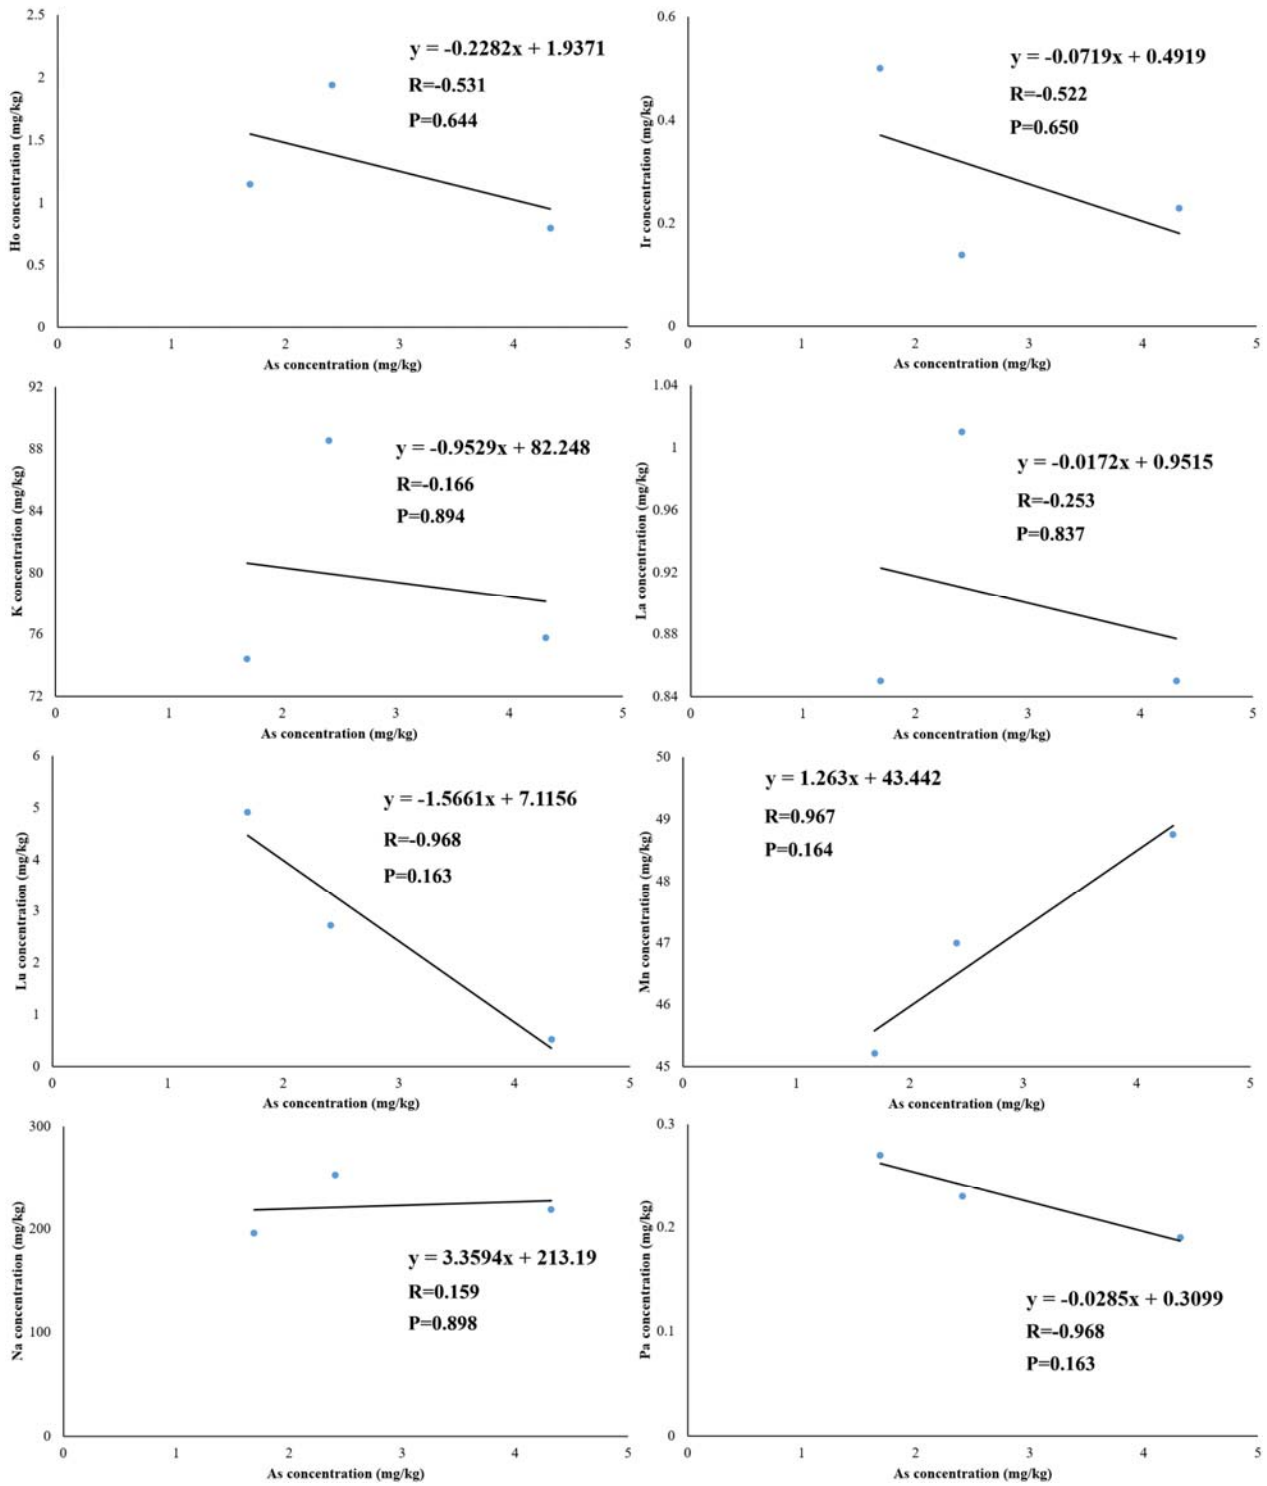 Ho concentration (mg/kg)
2.5
2
1.5
1
0.5
0
y = -0.2282x + 1.9371
R=-0.531
P=0.644
0 1 2 3 4 5
As concentration (mg/kg)
Ir concentration (mg/kg)
0.6
0.4
0.2
0
y = -0.0719x + 0.4919
R=-0.522
P=0.650
0 1 2 3 4 5
As concentration (mg/kg)
K concentration (mg/kg)
92
88
84
80
76
72
y = -0.9529x + 82.248
R=-0.166
P=0.894
0 1 2 3 4 5
As concentration (mg/kg)
La concentration (mg/kg)
1.04
1
0.96
0.92
0.88
0.84
y = -0.0172x + 0.9515
R=-0.253
P=0.837
0 1 2 3 4 5
As concentration (mg/kg)
Lu concentration (mg/kg)
6
5
4
3
2
1
0
y = -1.5661x + 7.1156
R=-0.968
P=0.163
0 1 2 3 4 5
As concentration (mg/kg)
Mn concentration (mg/kg)
50
49
48
47
46
45
y = 1.263x + 43.442
R=0.967
P=0.164
0 1 2 3 4 5
As concentration (mg/kg)
Na concentration (mg/kg)
300
200
100
0
y = 3.3594x + 213.19
R=0.159
P=0.898
0 1 2 3 4 5
As concentration (mg/kg)
Pa concentration (mg/kg)
0.3
0.2
0.1
0
y = -0.0285x + 0.3099
R=-0.968
P=0.163
0 1 2 3 4 5
As concentration (mg/kg)